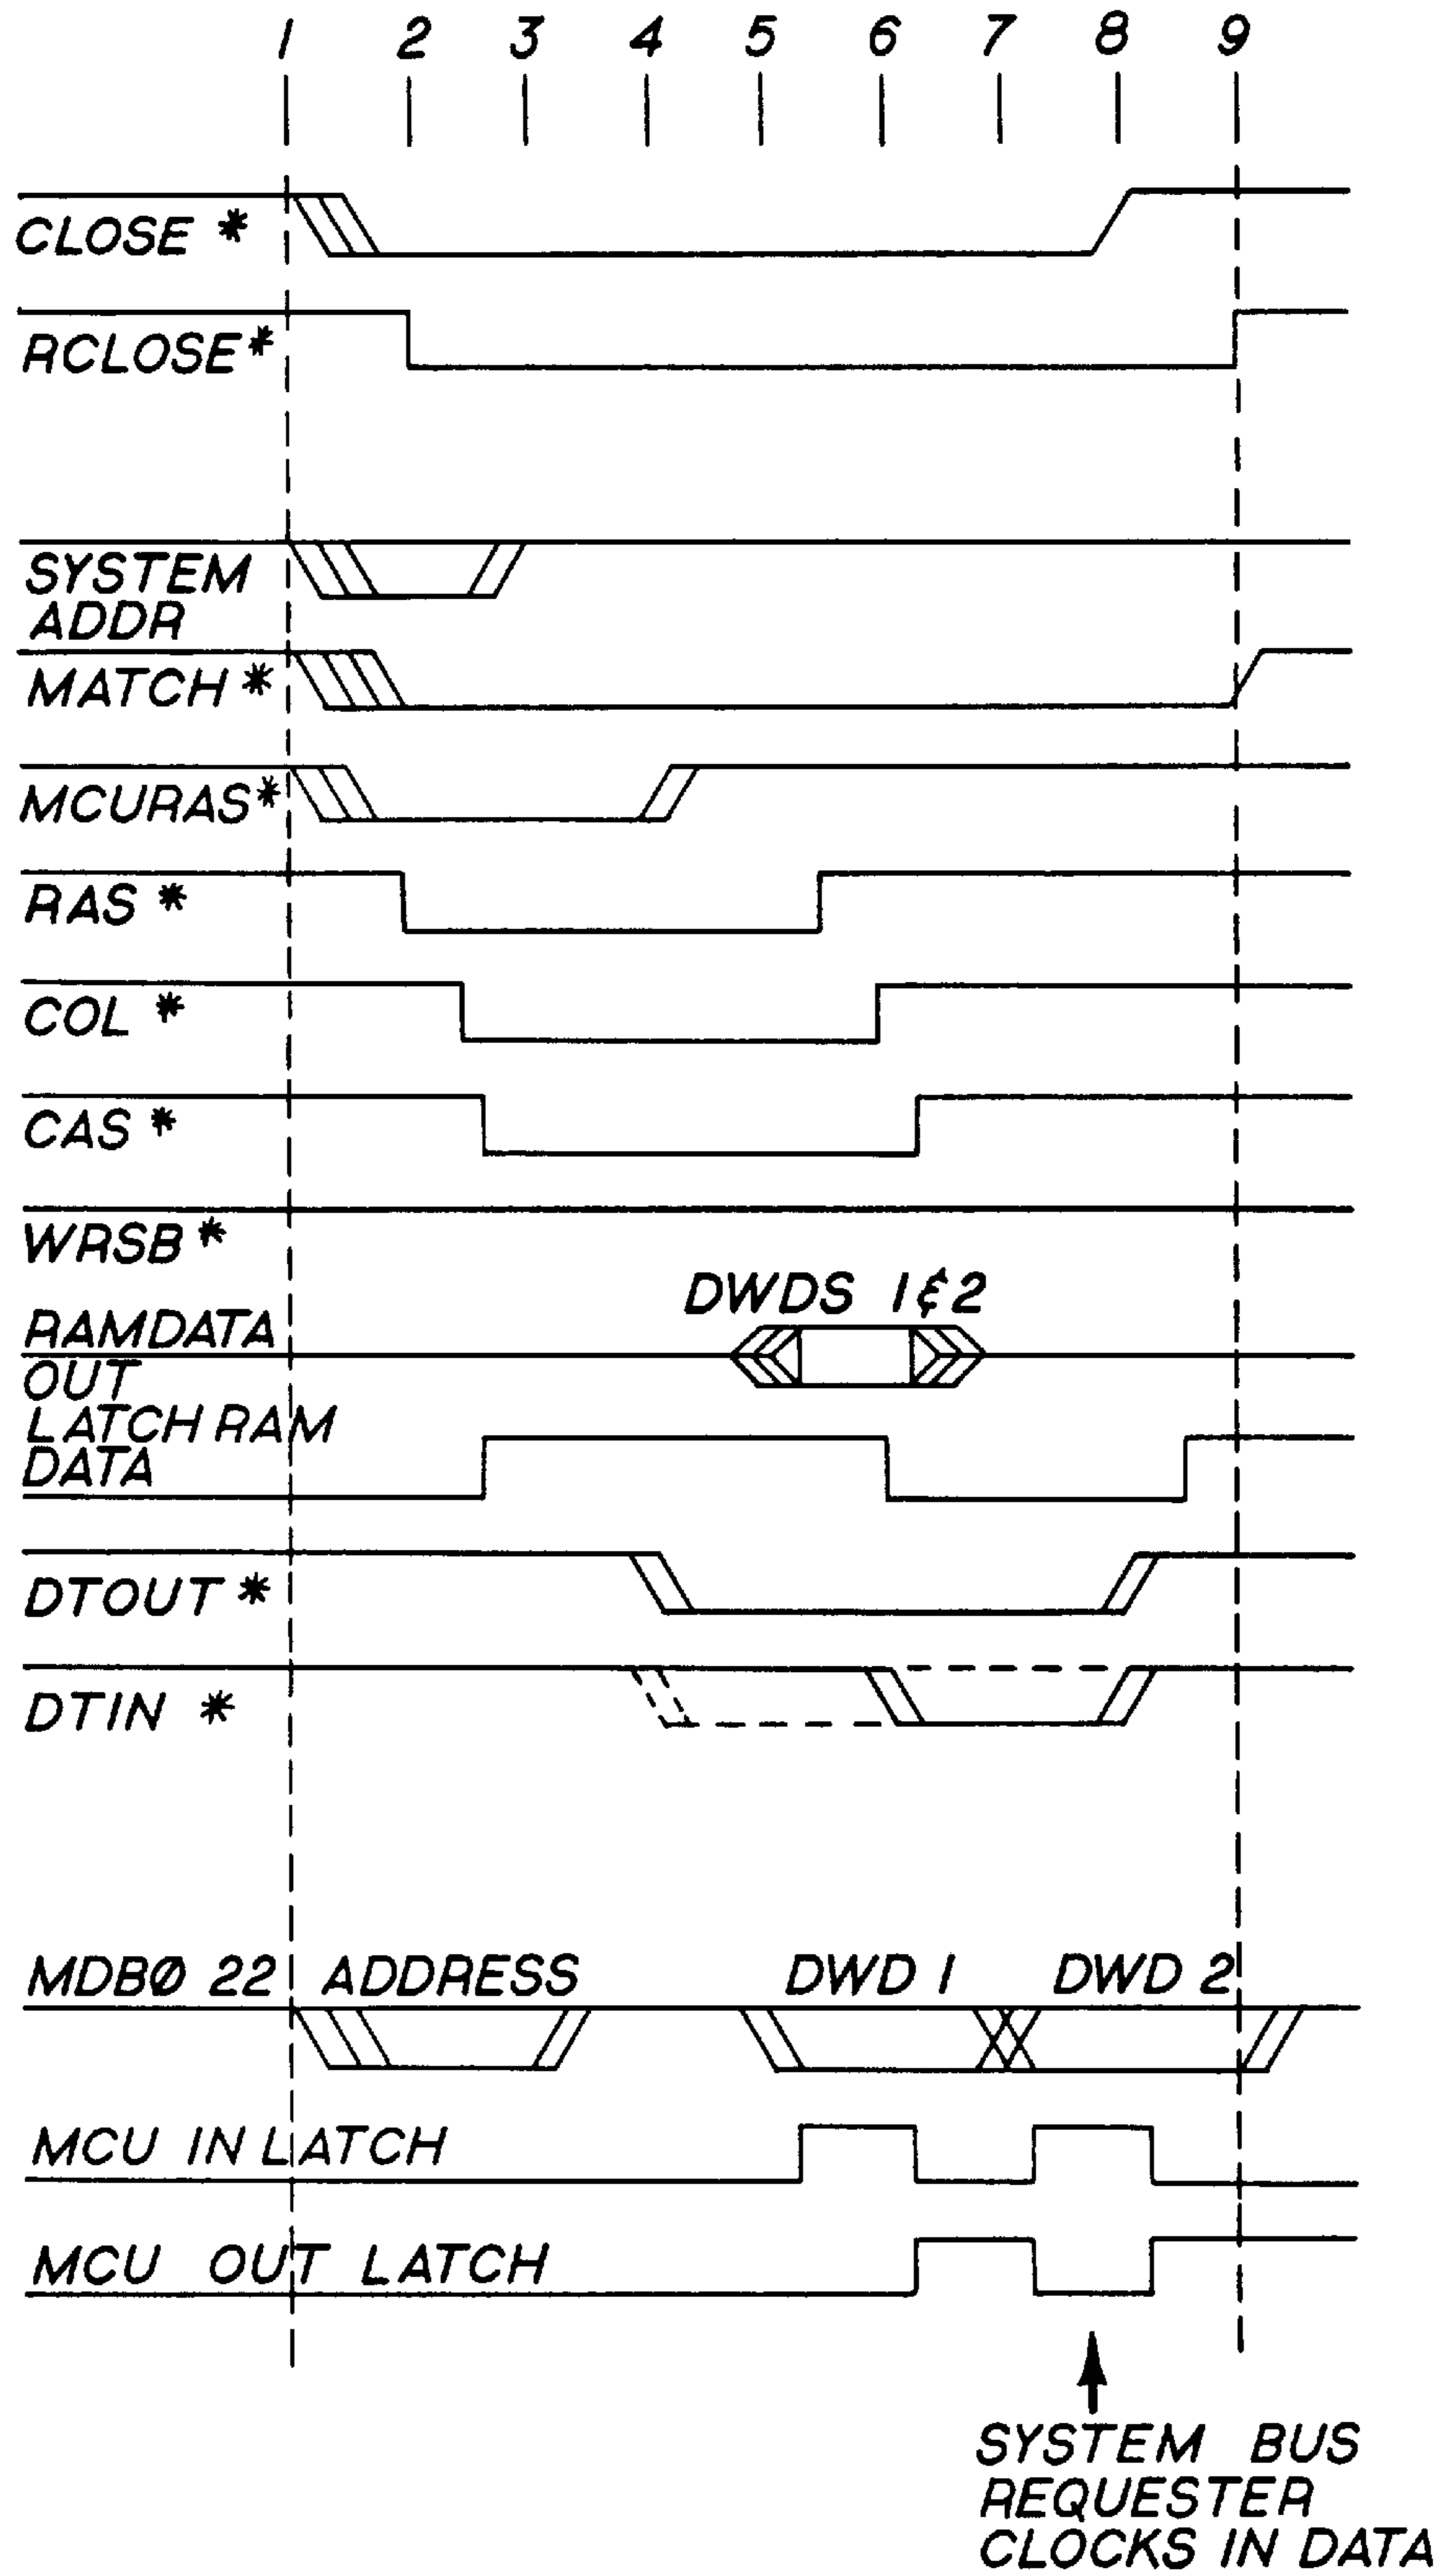 1 2 3 4 5 6 7 8 9
CLOSE *
RCLOSE*
SYSTEM
ADDR
MATCH *
MCURAS*
RAS *
COL *
CAS *
WRSB *
DWDS 1&2
RAMDATA
OUT
LATCH RAM
DATA
DTOUT *
DTIN *
MDBØ 22 ADDRESS DWD 1 DWD 2
MCU IN LATCH
MCU OUT LATCH
SYSTEM BUS
REQUESTER
CLOCKS IN DATA